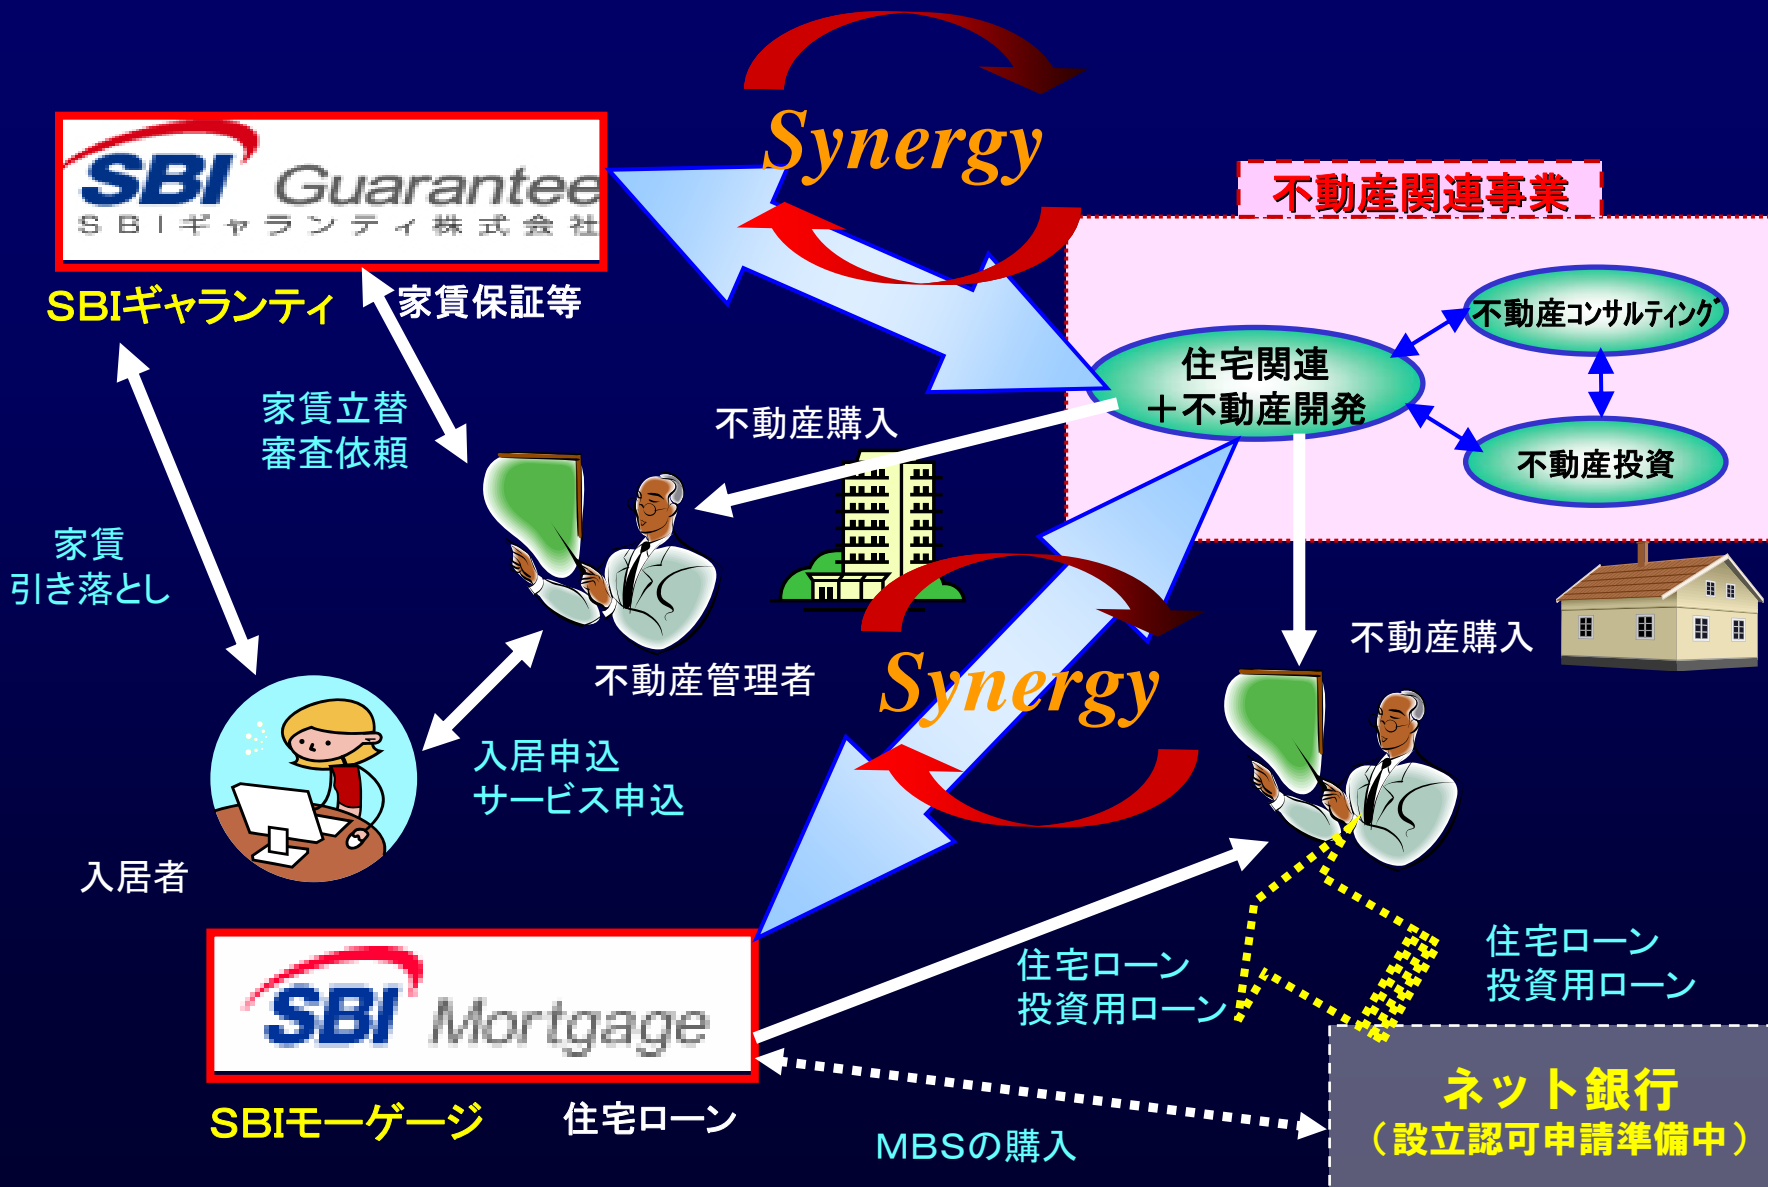 Synergy
SBI Guarantee
SBIギャランティ株式会社
不動産関連事業
SBIギャランティ
家賃保証等
不動産コンサルティング
住宅関連
＋不動産開発
不動産投資
家賃立替
審査依頼
不動産購入
家賃
引き落とし
不動産管理者
不動産購入
Synergy
入居申込
サービス申込
入居者
住宅ローン
投資用ローン
住宅ローン
投資用ローン
SBI Mortgage
SBIモーゲージ
住宅ローン
MBSの購入
ネット銀行
（設立認可申請準備中）